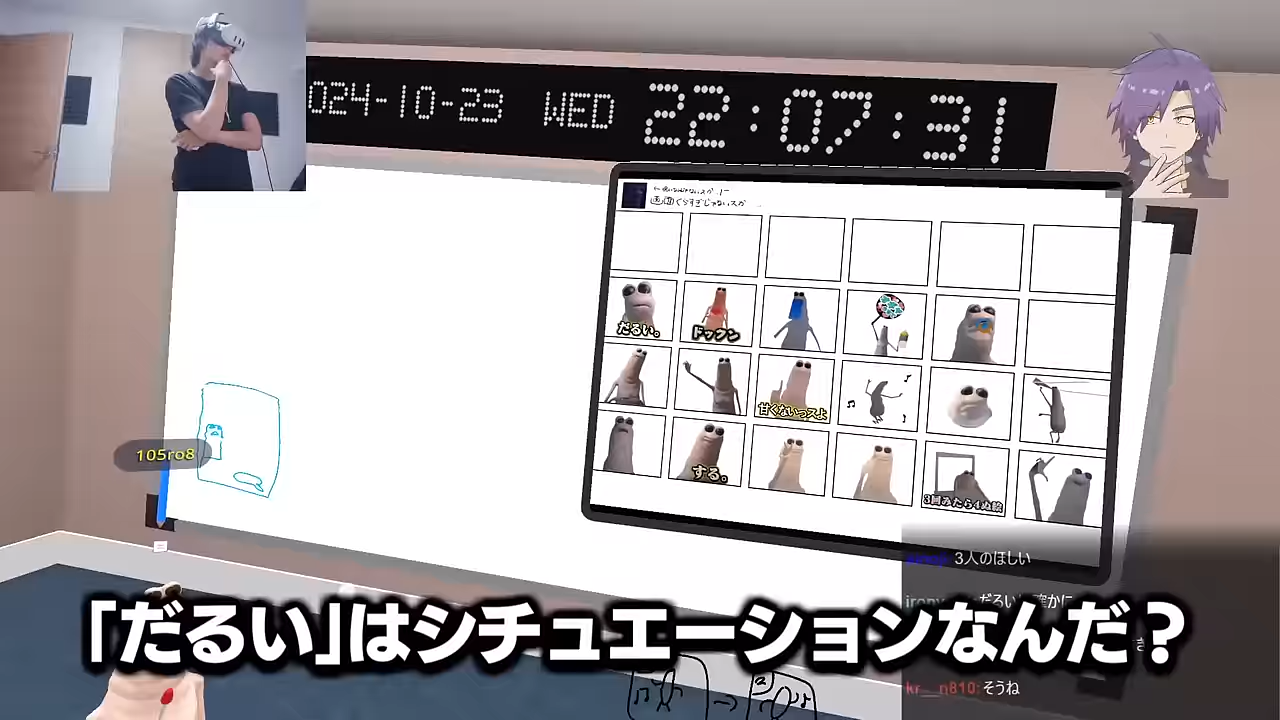 024-10-23 WED 22:07:31
だるい。
ドックン
甘くないっスよ
する。
3回みたら4ぬ絵
105ro8
3人のほしい
kr__n810: そうね
「だるい」はシチュエーションなんだ?